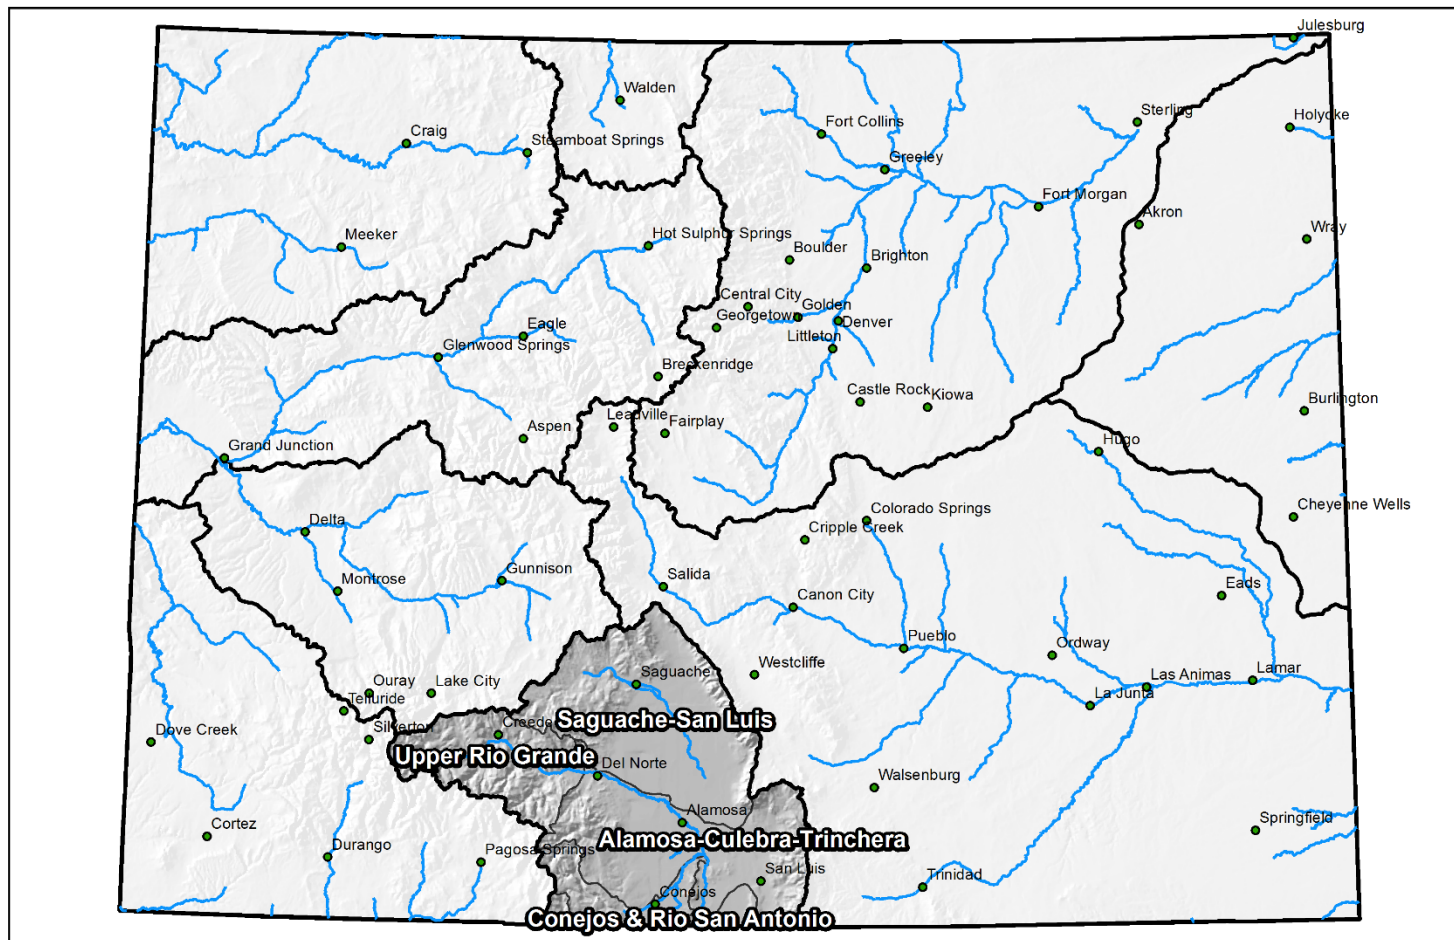 Julesburg
Walden
Sterling
Holyoke
Fort Collins
Craig
Steamboat Springs
Greeley
Fort Morgan
Akron
Wray
Meeker
Hot Sulphur Springs
Boulder
Brighton
Central City
Golden
Georgetown
Denver
Eagle
Littleton
Glenwood Springs
Breckenridge
Castle Rock
Kiowa
Burlington
Leadville
Fairplay
Aspen
Hugo
Grand Junction
Cheyenne Wells
Colorado Springs
Delta
Cripple Creek
Gunnison
Salida
Montrose
Canon City
Eads
Pueblo
Ordway
Saguache
Westcliffe
Lamar
Las Animas
Ouray
Lake City
Telluride
La Junta
Saguache-San Luis
Silverton
Creede
Dove Creek
Upper Rio Grande
Del Norte
Walsenburg
Alamosa
Springfield
Cortez
Alamosa-Culebra-Trinchera
Durango
Pagosa Springs
San Luis
Trinidad
Conejos
Conejos & Rio San Antonio